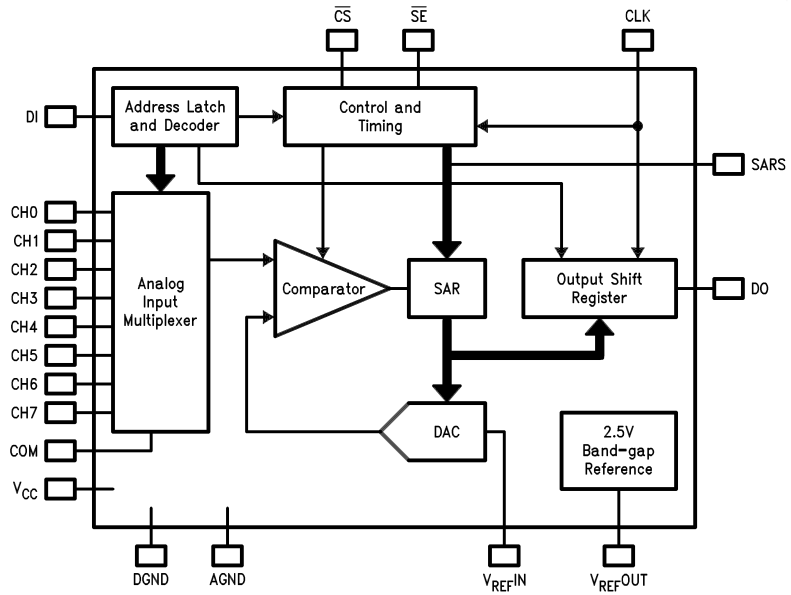 CS
SE
CLK
DI
Address Latch
and Decoder
Control and
Timing
SARS
CH0
CH1
CH2
CH3
CH4
CH5
CH6
CH7
COM
VCC
Analog
Input
Multiplexer
Comparator
SAR
Output Shift
Register
DO
DAC
2.5V
Band-gap
Reference
DGND
AGND
VREFIN
VREFOUT